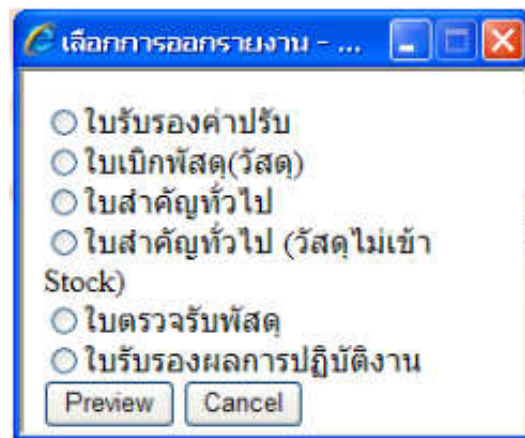 เลือกการออกรายงาน - ...
ใบรับรองค่าปรับ
ใบเบิกพัสดุ(วัสดุ)
ใบสำคัญทั่วไป
ใบสำคัญทั่วไป (วัสดุไม่เข้า
Stock)
ใบตรวจรับพัสดุ
ใบรับรองผลการปฏิบัติงาน
Preview Cancel